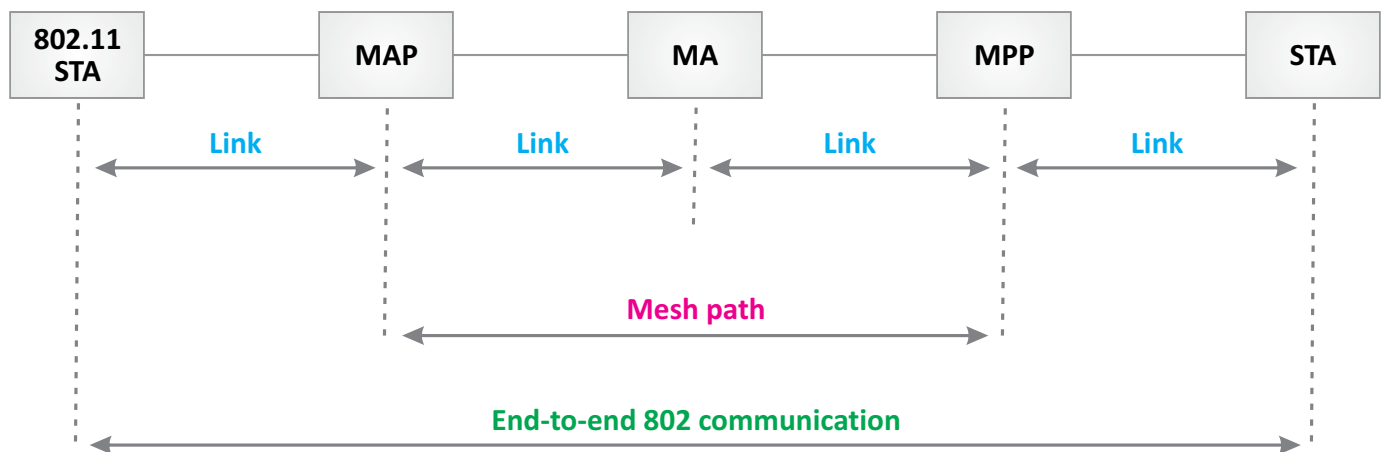 802.11
STA
MAP
MA
MPP
STA
Link
Link
Link
Link
Mesh path
End-to-end 802 communication